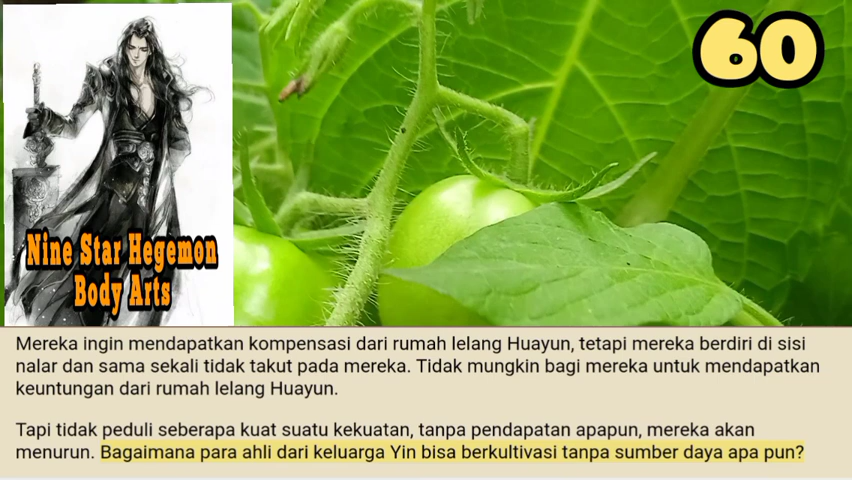 60
Nine Star Hegemon
Body Arts
Mereka ingin mendapatkan kompensasi dari rumah lelang Huayun, tetapi mereka berdiri di sisi
nalar dan sama sekali tidak takut pada mereka. Tidak mungkin bagi mereka untuk mendapatkan
keuntungan dari rumah lelang Huayun.
Tapi tidak peduli seberapa kuat suatu kekuatan, tanpa pendapatan apapun, mereka akan
menurun. Bagaimana para ahli dari keluarga Yin bisa berkultivasi tanpa sumber daya apa pun?